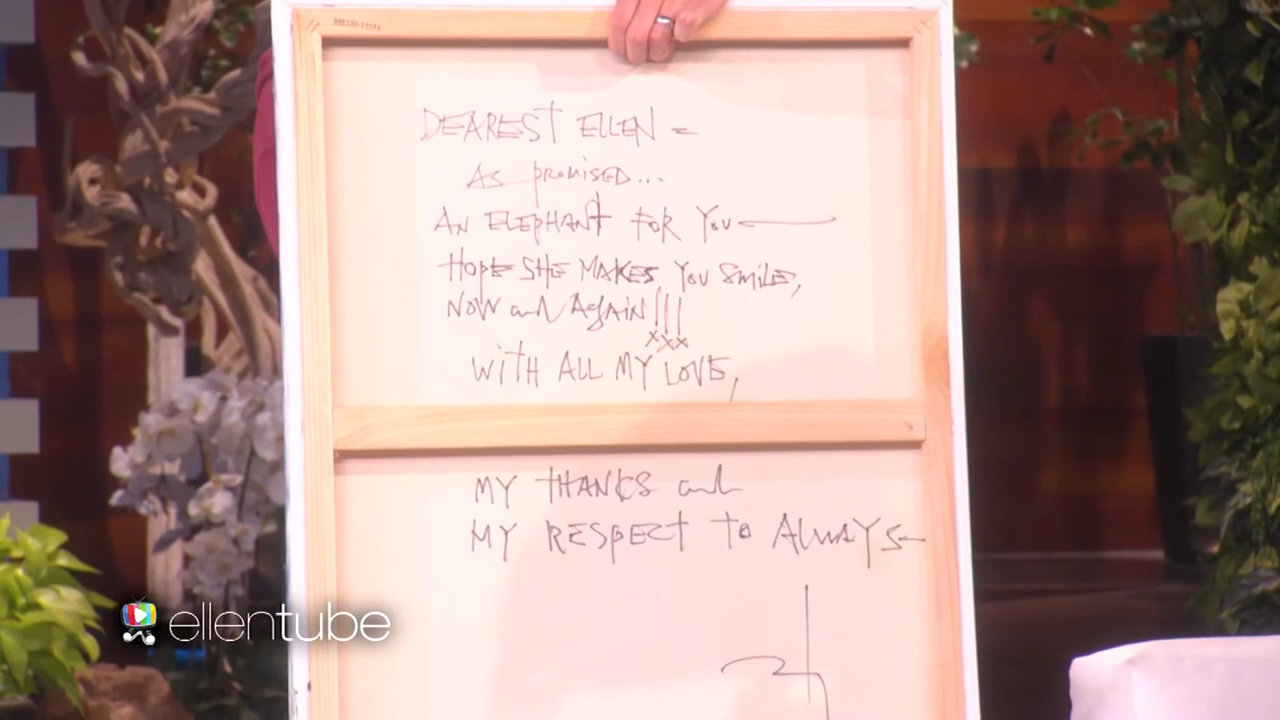 DEAREST ELLEN –
AS PROMISED...
AN ELEPHANT FOR YOU —
HOPE SHE MAKES YOU SMILE,
NOW and AGAIN!!!
xxx
WITH ALL MY LOVE,
MY THANKS and
MY RESPECT TO ALWAYS –
ellentube